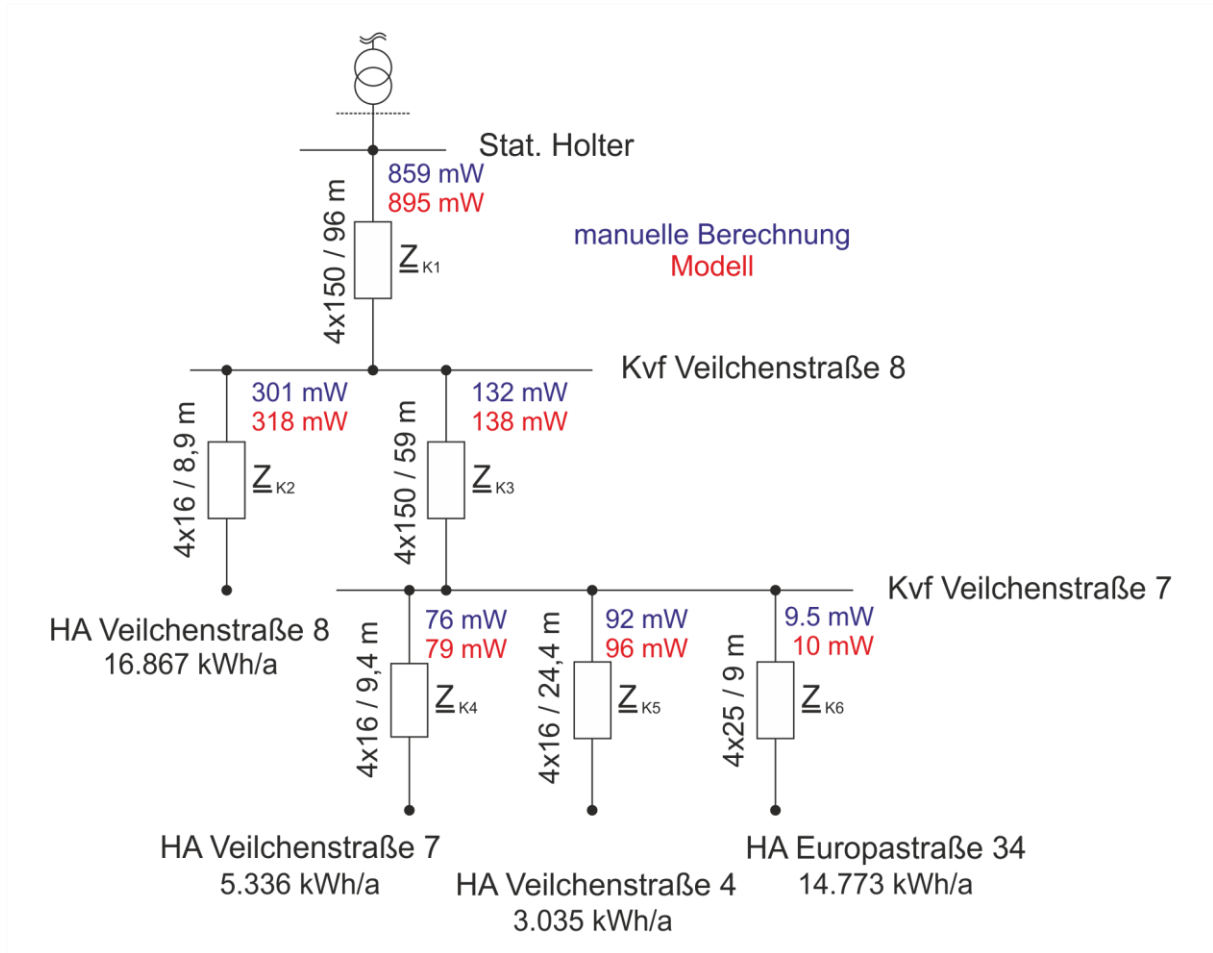 Stat. Holter
859 mW
895 mW
4x150 / 96 m
Z K1
manuelle Berechnung
Modell
Kvf Veilchenstraße 8
301 mW
318 mW
132 mW
138 mW
4x16 / 8,9 m
Z K2
4x150 / 59 m
Z K3
Kvf Veilchenstraße 7
HA Veilchenstraße 8
16.867 kWh/a
76 mW
79 mW
92 mW
96 mW
9.5 mW
10 mW
4x16 / 9,4 m
Z K4
4x16 / 24,4 m
Z K5
4x25 / 9 m
Z K6
HA Veilchenstraße 7
5.336 kWh/a
HA Veilchenstraße 4
3.035 kWh/a
HA Europastraße 34
14.773 kWh/a